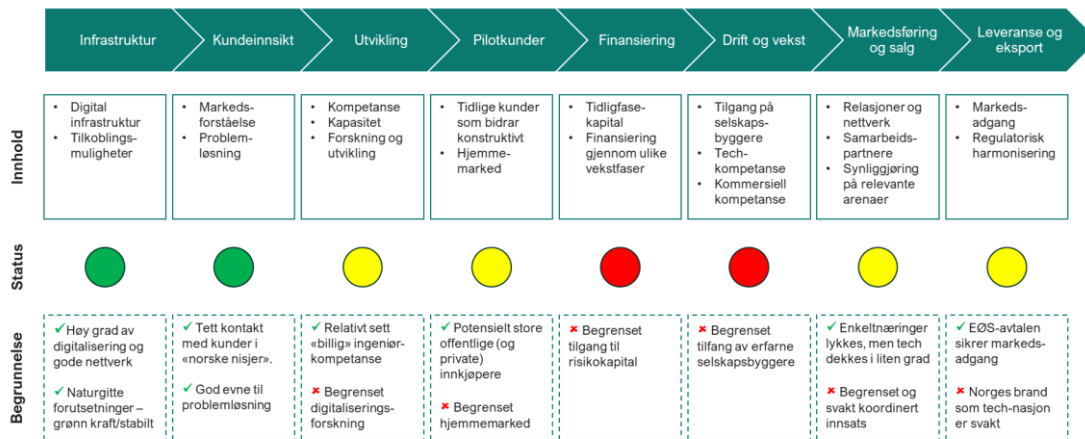 Infrastruktur
Kundeinnsikt
Utvikling
Pilotkunder
Finansiering
Drift og vekst
Markedsføring
og salg
Leveranse og
eksport
Innhold
• Digital
infrastruktur
• Tilkoblings-
muligheter
• Markeds-
forståelse
• Problem-
løsning
• Kompetanse
• Kapasitet
• Forskning og
utvikling
• Tidlige kunder
som bidrar
konstruktivt
• Hjemme-
marked
• Tidligfase-
kapital
• Finansiering
gjennom ulike
vekstfaser
• Tilgang på
selskaps-
byggere
• Tech-
kompetanse
• Kommersiell
kompetanse
• Relasjoner og
nettverk
• Samarbeids-
partnere
• Synliggjøring
på relevante
arenaer
• Markeds-
adgang
• Regulatorisk
harmonisering
Status
Begrunnelse
✓Høy grad av
digitalisering og
gode nettverk
✓Naturgitte
forutsetninger –
grønn kraft/stabilt
✓Tett kontakt
med kunder i
«norske nisjer».
✓God evne til
problemløsning
✓Relativt sett
«billig» ingeniør-
kompetanse
✘ Begrenset
digitaliserings-
forskning
✓Potensielt store
offentlige (og
private)
innkjøpere
✘ Begrenset
hjemmemarked
✘ Begrenset
tilgang til
risikokapital
✘ Begrenset
tilfang av erfarne
selskapsbyggere
✓Enkeltnæringer
lykkes, men tech
dekkes i liten grad
✘ Begrenset og
svakt koordinert
innsats
✓EØS-avtalen
sikrer markeds-
adgang
✘ Norges brand
som tech-nasjon
er svakt